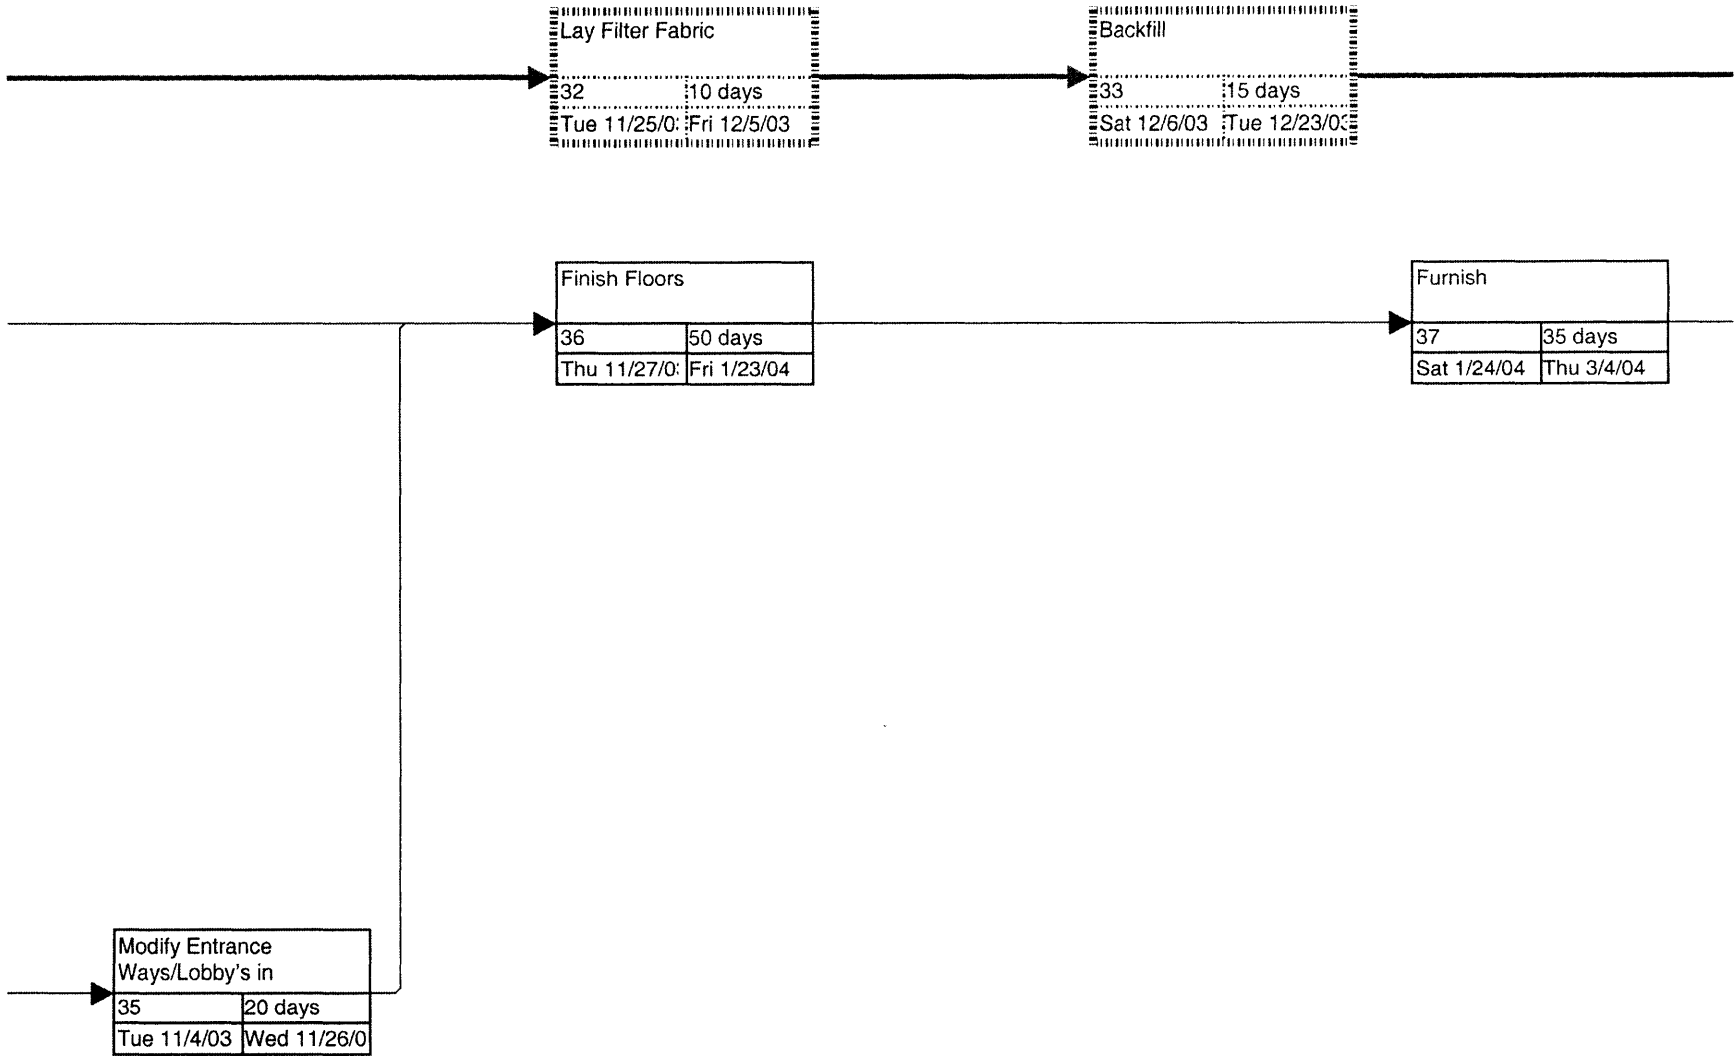 Lay Filter Fabric
32 10 days
Tue 11/25/0 Fri 12/5/03
Backfill
33 15 days
Sat 12/6/03 Tue 12/23/03
Finish Floors
36 50 days
Thu 11/27/0 Fri 1/23/04
Furnish
37 35 days
Sat 1/24/04 Thu 3/4/04
Modify Entrance
Ways/Lobby's in
35 20 days
Tue 11/4/03 Wed 11/26/0